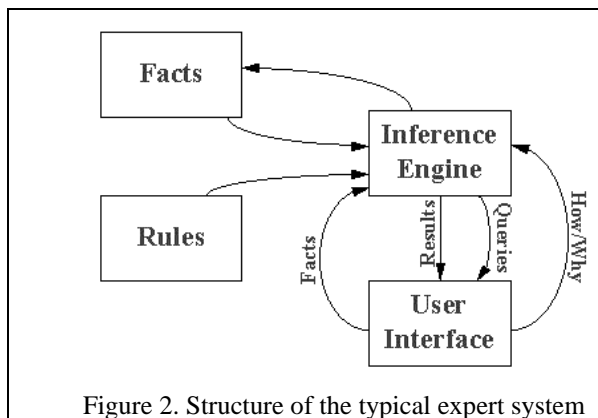 Facts
Inference
Engine
Rules
Facts
Results
Queries
How/Why
User
Interface
Figure 2. Structure of the typical expert system